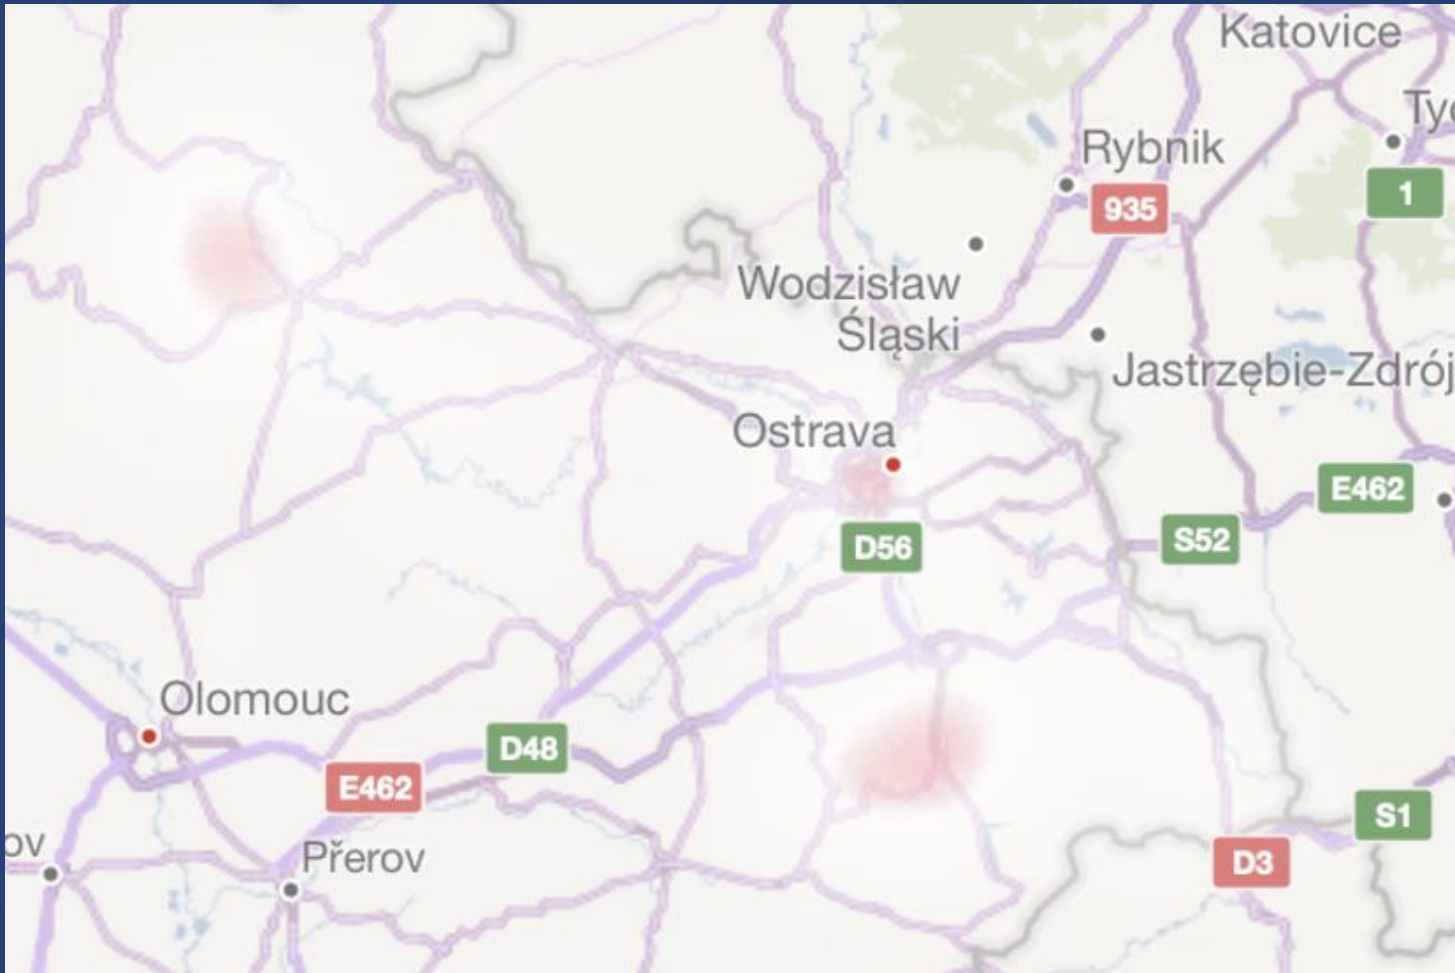 Katovice
Tyc
Rybnik
1
935
Wodzisław
Śląski
Jastrzębie-Zdrój
Ostrava
E462
S52
D56
Olomouc
D48
E462
S1
ov
Přerov
D3